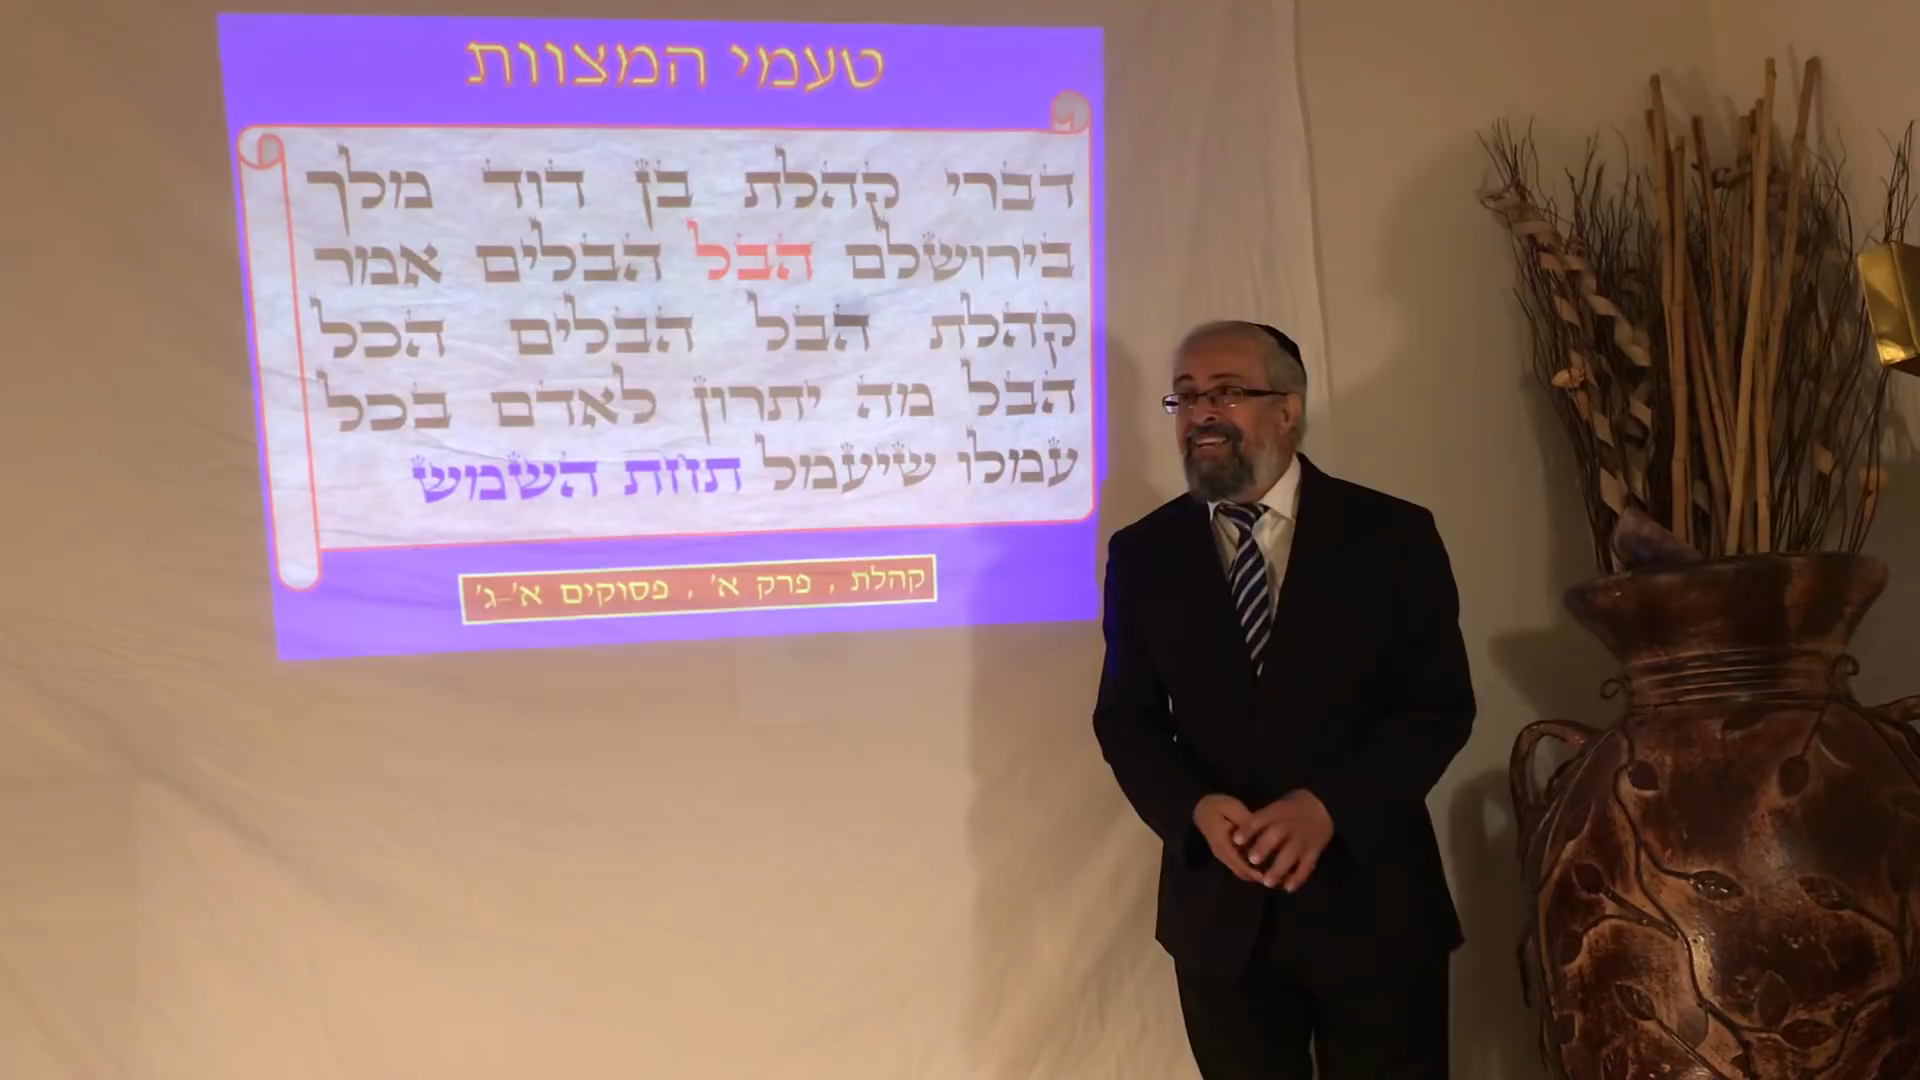 טעמי המצוות
דברי קהלת בן דוד מלך
בירושלם הבל הבלים אמר
קהלת הבל הבלים הכל
הבל מה יתרון לאדם בכל
עמלו שיעמל תחת השמש
קהלת , פרק א' , פסוקים א'-ג'